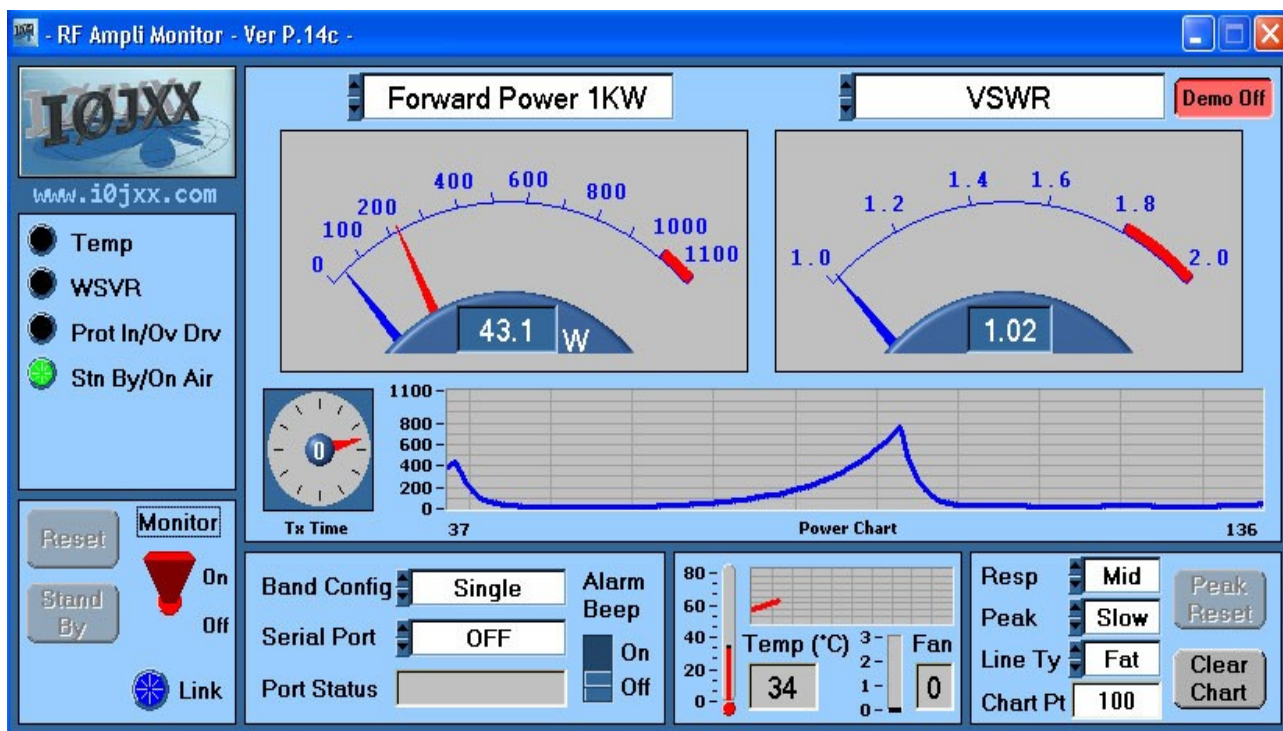 - RF Ampli Monitor - Ver P.14c -
IØJXX
www.i0jxx.com
Temp
WSVR
Prot In/Ov Drv
Stn By/On Air
Forward Power 1KW
VSWR
Demo Off
0 100 200 400 600 800 1000 1100
43.1 W
1.0 1.2 1.4 1.6 1.8 2.0
1.02
0
Tx Time
1100
800
600
400
200
0
37 Power Chart 136
Reset
Stand
By
Monitor
On
Off
Link
Band Config Single
Serial Port OFF
Port Status
Alarm
Beep
On
Off
80
60
40
20
0
Temp (°C)
34
3
2
1
0
Fan
0
Resp Mid
Peak Slow
Line Ty Fat
Chart Pt 100
Peak
Reset
Clear
Chart